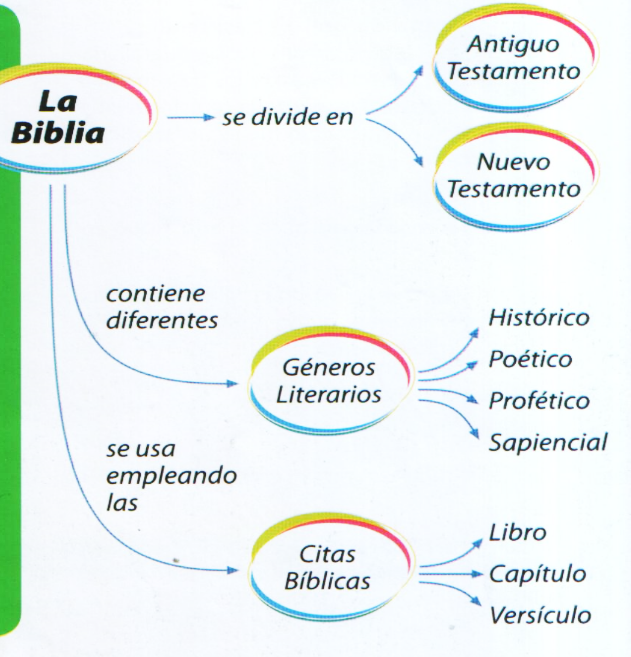 La
Biblia
se divide en
Antiguo
Testamento
Nuevo
Testamento
contiene
diferentes
Géneros
Literarios
Histórico
Poético
Profético
Sapiencial
se usa
empleando
las
Citas
Bíblicas
Libro
Capítulo
Versículo